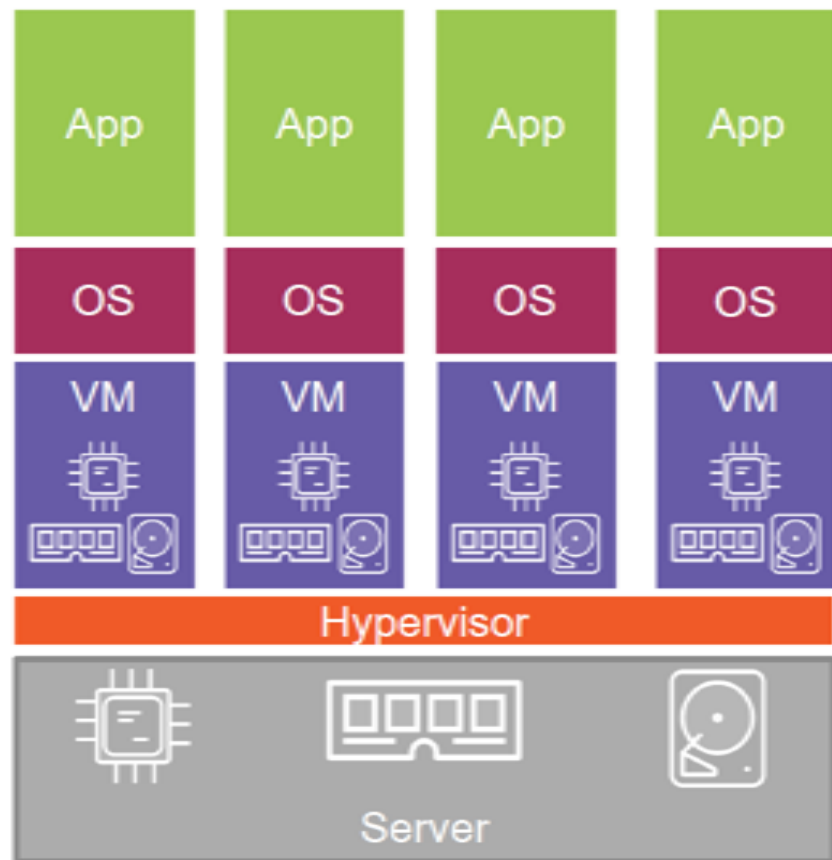 App App App App
OS OS OS OS
VM VM VM VM
Hypervisor
Server